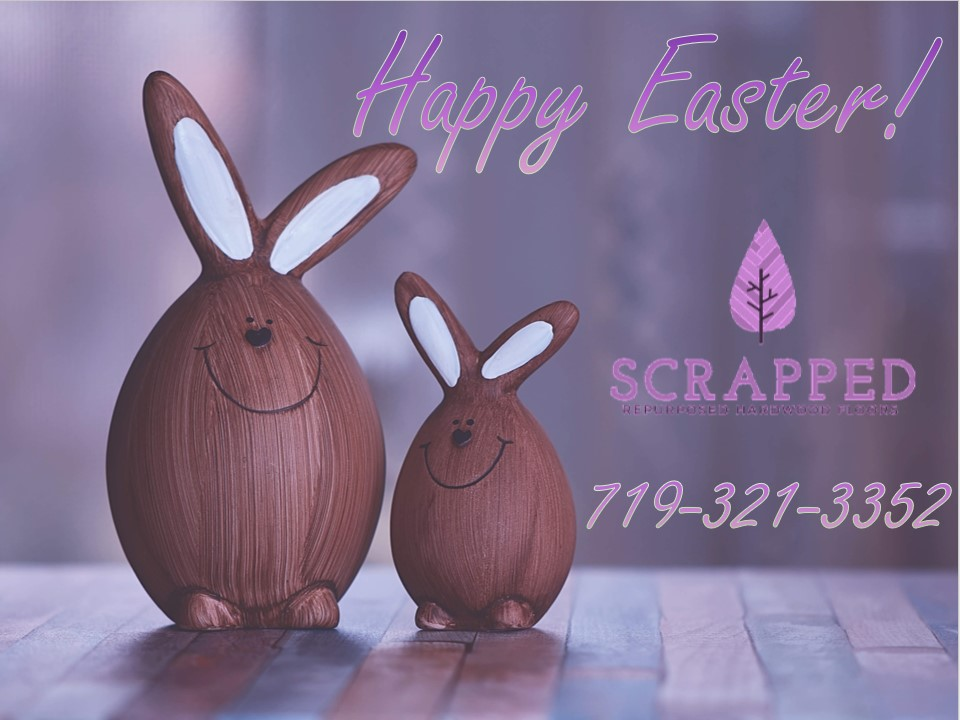 Happy Easter!
SCRAPPED
REPURPOSED HARDWOOD FLOORS
719-321-3352